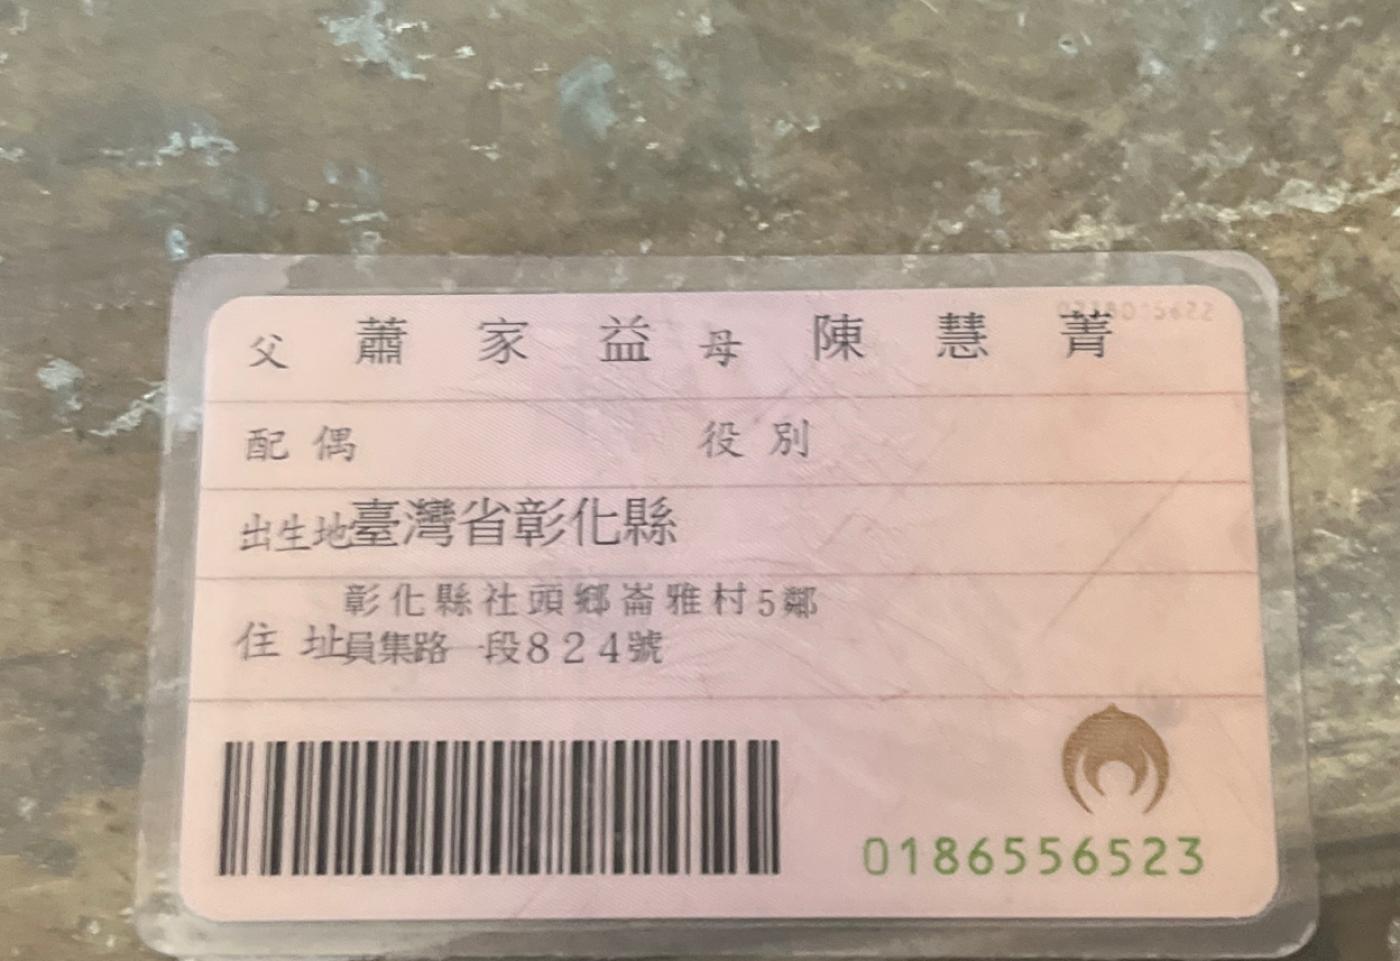 父 蕭家益 母 陳慧菁
配偶 役別
出生地 臺灣省彰化縣
住址 彰化縣社頭鄉崙雅村5鄰
員集路一段824號
0186556523